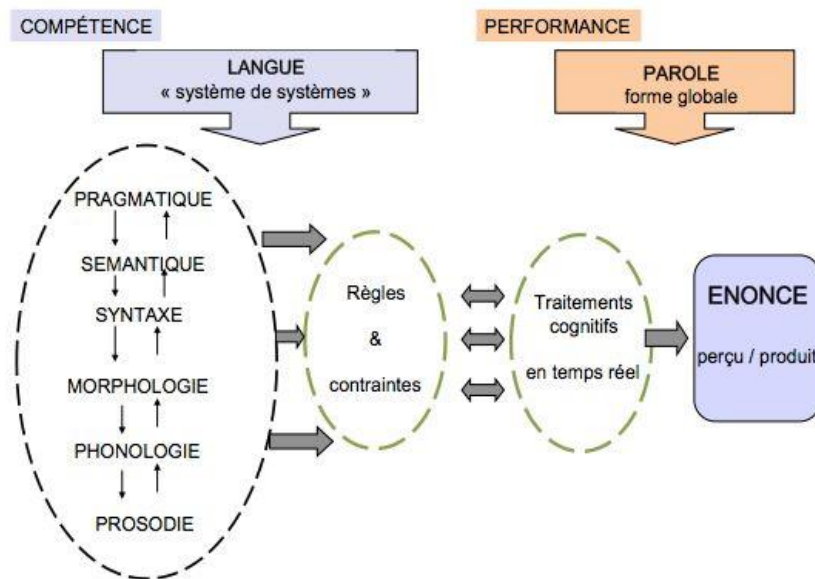 COMPÉTENCE
PERFORMANCE
LANGUE
« système de systèmes »
PAROLE
forme globale
PRAGMATIQUE
SEMANTIQUE
SYNTAXE
MORPHOLOGIE
PHONOLOGIE
PROSODIE
Règles
&
contraintes
Traitements
cognitifs
en temps réel
ENONCE
perçu / produit